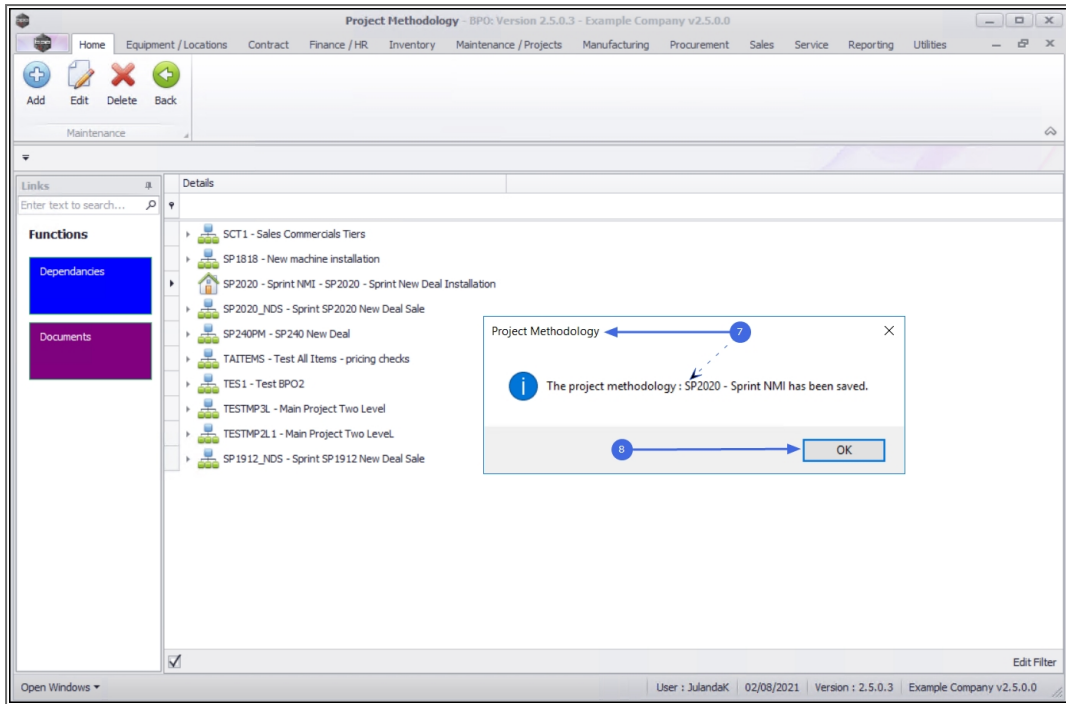 Project Methodology - BPO: Version 2.5.0.3 - Example Company v2.5.0.0
Home Equipment / Locations Contract Finance / HR Inventory Maintenance / Projects Manufacturing Procurement Sales Service Reporting Utilities
Add Edit Delete Back
Maintenance
Links
Enter text to search...
Functions
Dependancies
Documents
Details
SCT1 - Sales Commercials Tiers
SP1818 - New machine installation
SP2020 - Sprint NMI - SP2020 - Sprint New Deal Installation
SP2020_NDS - Sprint SP2020 New Deal Sale
SP240PM - SP240 New Deal
TAITEMS - Test All Items - pricing checks
TES1 - Test BPO2
TESTMP3L - Main Project Two Level
TESTMP2L1 - Main Project Two LeveL
SP1912_NDS - Sprint SP1912 New Deal Sale
Project Methodology
7
The project methodology : SP2020 - Sprint NMI has been saved.
8
OK
Edit Filter
Open Windows
User : JulandaK 02/08/2021 Version : 2.5.0.3 Example Company v2.5.0.0